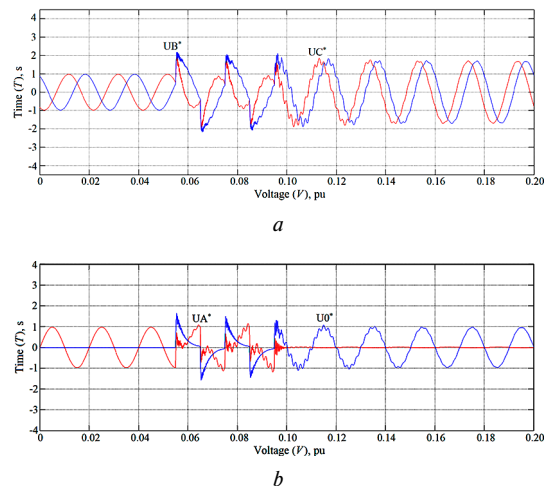 Time (T), s
4
UB*
UC*
3
2
1
0
-1
-2
-3
-4
0 0.02 0.04 0.06 0.08 0.10 0.12 0.14 0.16 0.18 0.20
Voltage (V), pu
a
Time (T), s
4
3
2
UA*
U0*
1
0
-1
-2
-3
-4
0 0.02 0.04 0.06 0.08 0.10 0.12 0.14 0.16 0.18 0.20
Voltage (V), pu
b